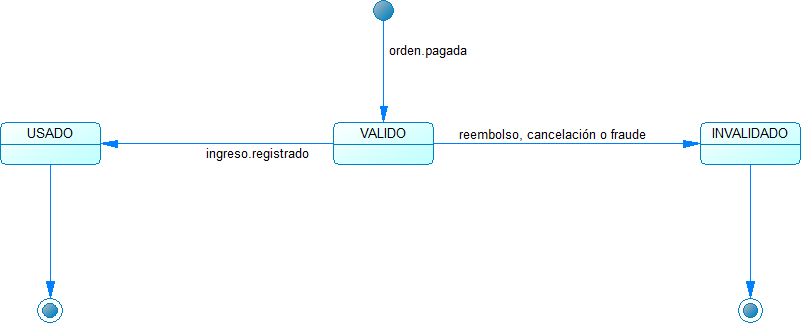 orden.pagada
USADO
VALIDO
reembolso, cancelación o fraude
INVALIDADO
ingreso.registrado